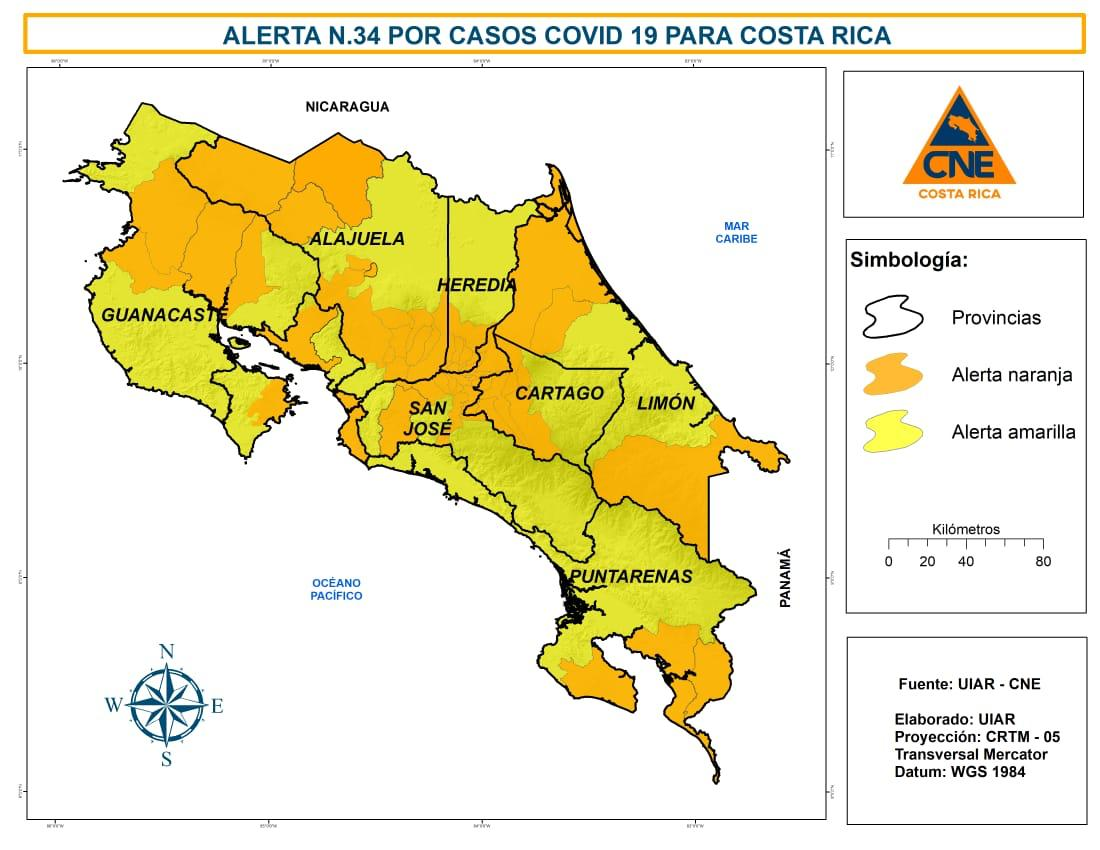 ALERTA N.34 POR CASOS COVID 19 PARA COSTA RICA
NICARAGUA
CNE
COSTA RICA
MAR
CARIBE
ALAJUELA
HEREDIA
GUANACASTE
CARTAGO
SAN
JOSÉ
LIMÓN
PUNTARENAS
PANAMÁ
OCÉANO
PACÍFICO
N
W
E
S
Simbología:
Provincias
Alerta naranja
Alerta amarilla
Kilómetros
0 20 40 80
Fuente: UIAR - CNE
Elaborado: UIAR
Proyección: CRTM - 05
Transversal Mercator
Datum: WGS 1984